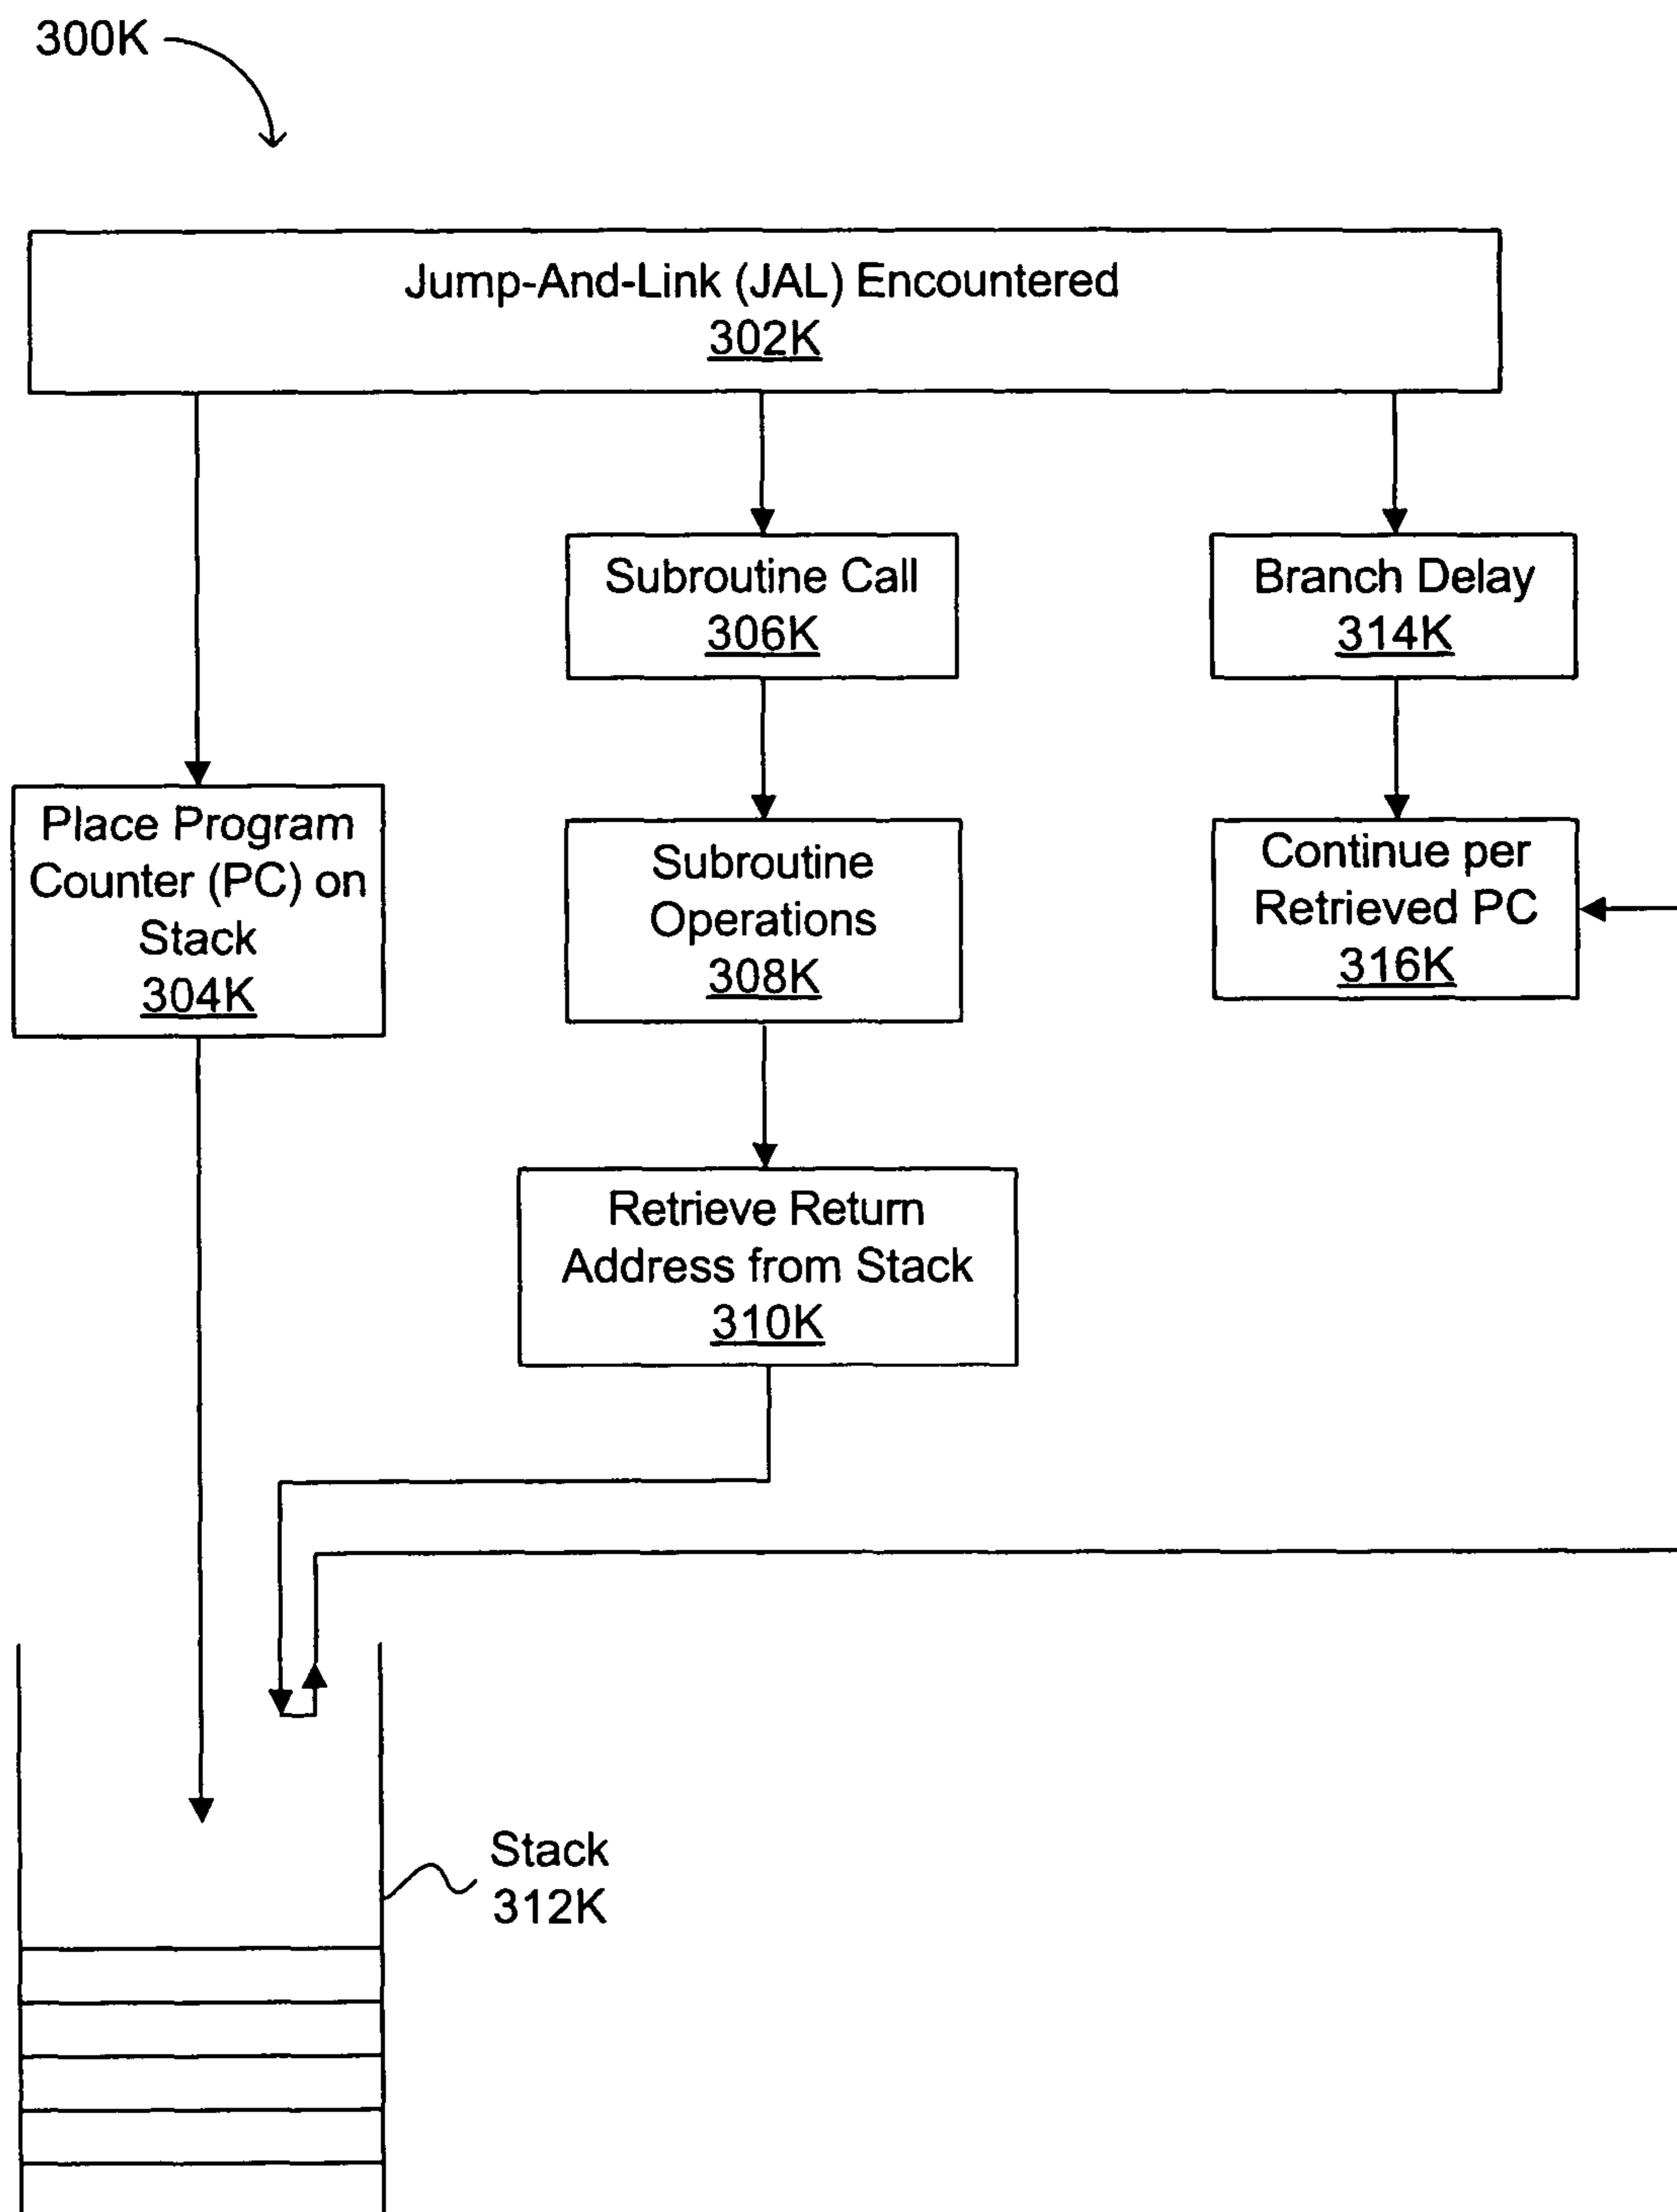 300K
Jump-And-Link (JAL) Encountered
302K
Subroutine Call
306K
Branch Delay
314K
Place Program
Counter (PC) on
Stack
304K
Subroutine
Operations
308K
Continue per
Retrieved PC
316K
Retrieve Return
Address from Stack
310K
Stack
312K